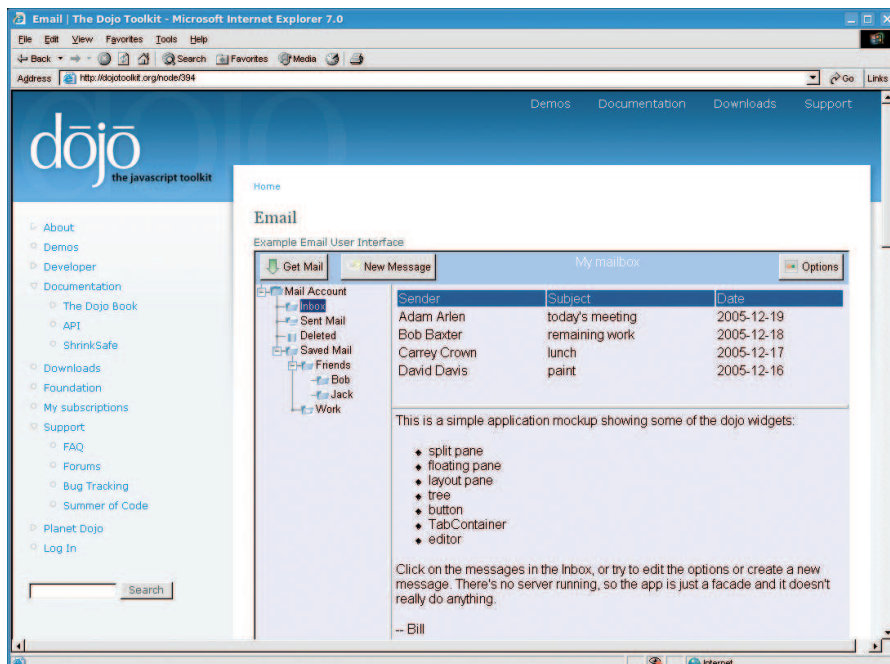 Email | The Dojo Toolkit - Microsoft Internet Explorer 7.0
File Edit View Favorites Tools Help
Back Search Favorites Media
Address http://dojotoolkit.org/node/394 Go Links
Demos Documentation Downloads Support
dōjō
the javascript toolkit
About
Demos
Developer
Documentation
The Dojo Book
API
ShrinkSafe
Downloads
Foundation
My subscriptions
Support
FAQ
Forums
Bug Tracking
Summer of Code
Planet Dojo
Log In
Search
Home
Email
Example Email User Interface
Get Mail New Message My mailbox Options
Mail Account
Inbox
Sent Mail
Deleted
Saved Mail
Friends
Bob
Jack
Work
Sender Subject Date
Adam Arlen today's meeting 2005-12-19
Bob Baxter remaining work 2005-12-18
Carrey Crown lunch 2005-12-17
David Davis paint 2005-12-16
This is a simple application mockup showing some of the dojo widgets:
split pane
floating pane
layout pane
tree
button
TabContainer
editor
Click on the messages in the Inbox, or try to edit the options or create a new
message. There's no server running, so the app is just a facade and it doesn't
really do anything.
-- Bill
Internet